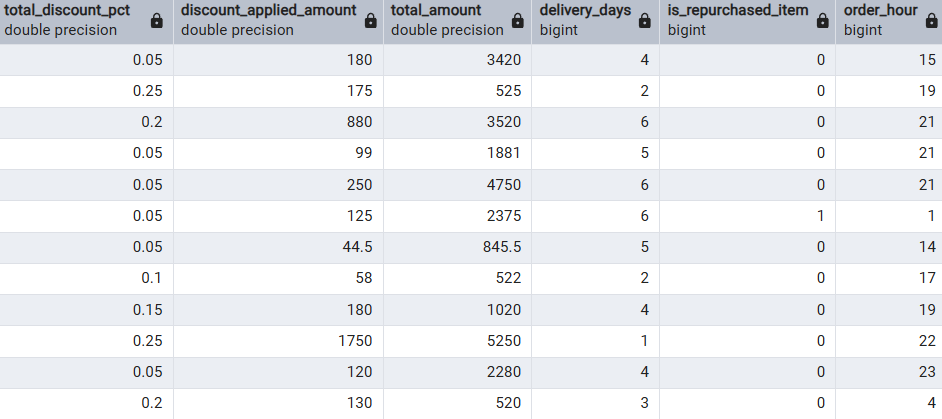 total_discount_pct discount_applied_amount total_amount delivery_days is_repurchased_item order_hour
double precision double precision double precision bigint bigint bigint
0.05 180 3420 4 0 15
0.25 175 525 2 0 19
0.2 880 3520 6 0 21
0.05 99 1881 5 0 21
0.05 250 4750 6 0 21
0.05 125 2375 6 1 1
0.05 44.5 845.5 5 0 14
0.1 58 522 2 0 17
0.15 180 1020 4 0 19
0.25 1750 5250 1 0 22
0.05 120 2280 4 0 23
0.2 130 520 3 0 4